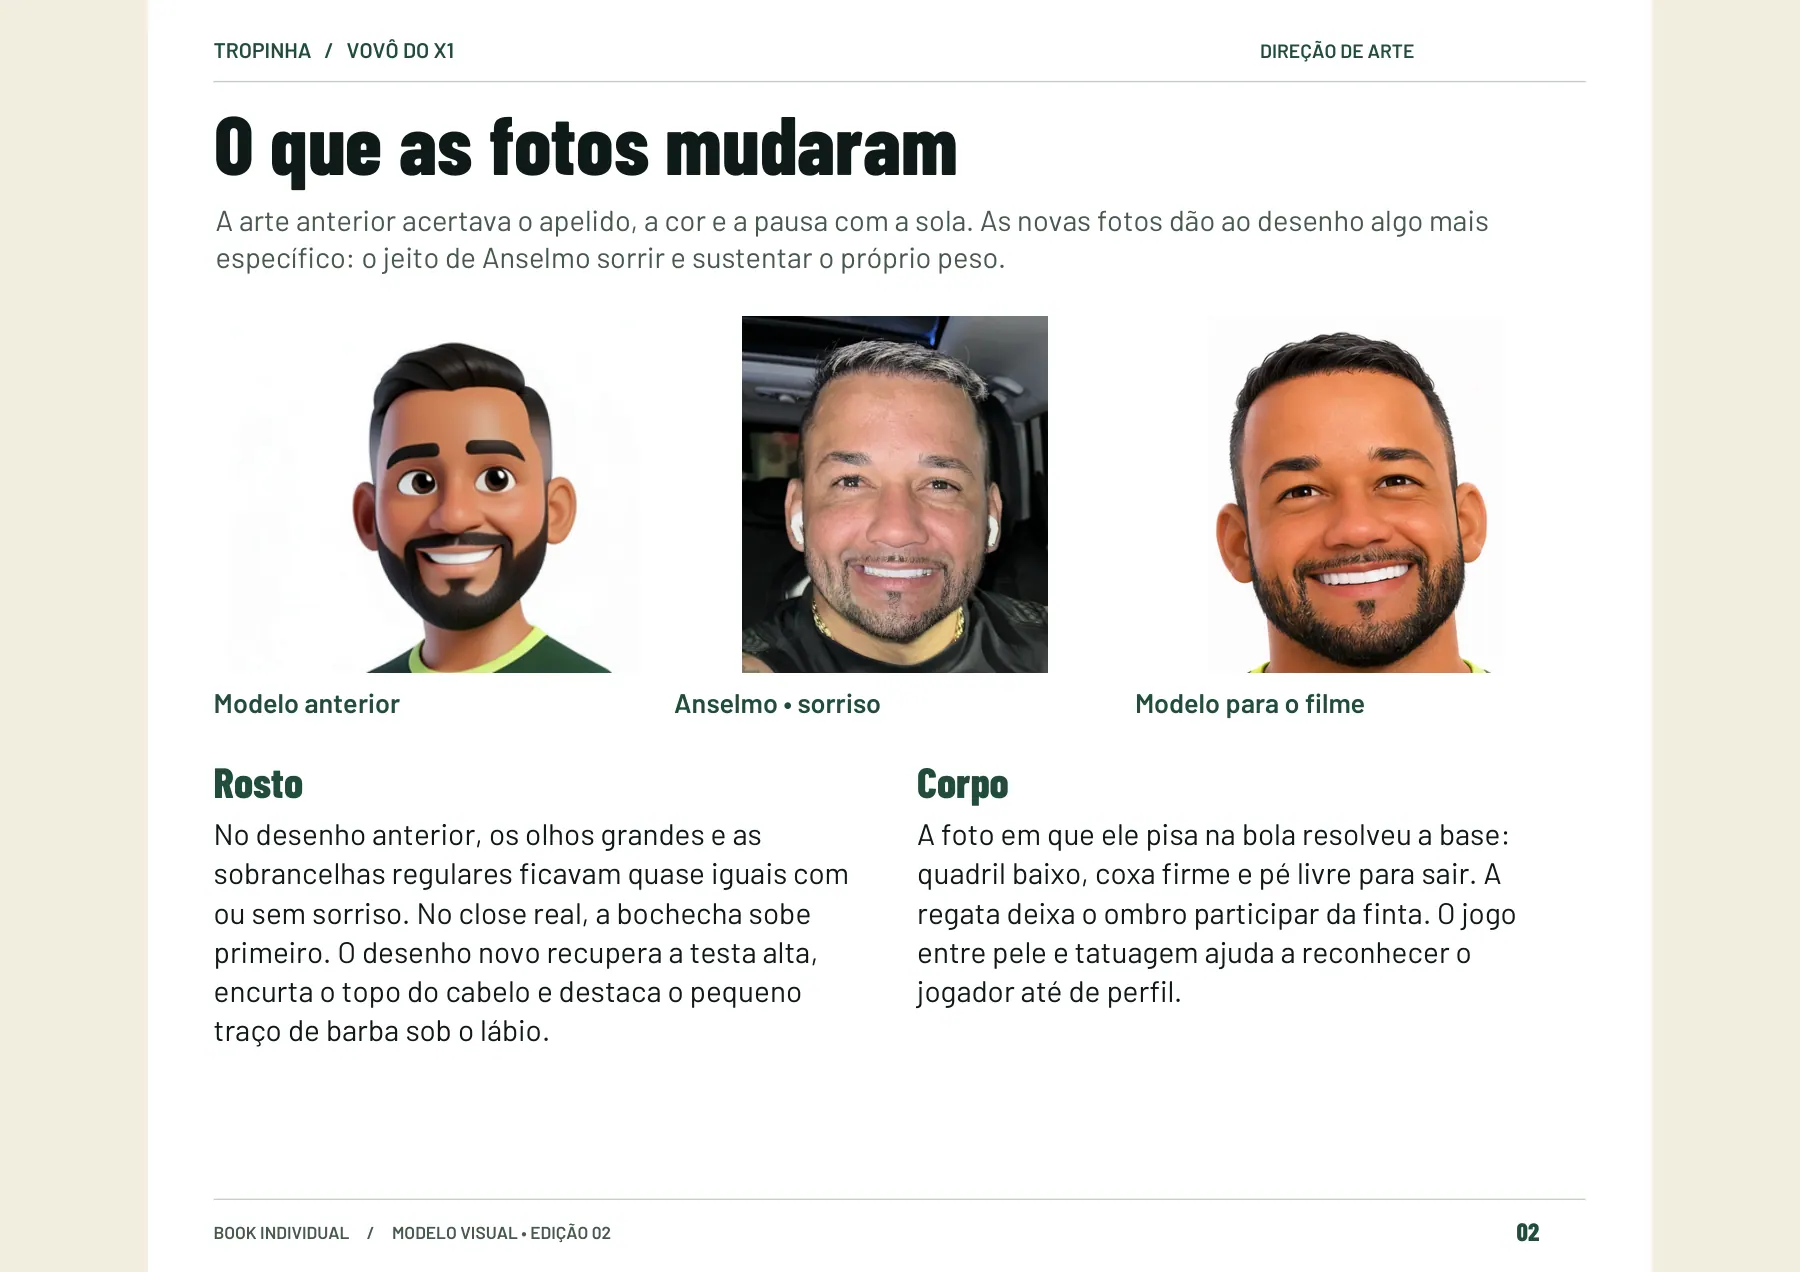 TROPINHA / VOVÔ DO X1
DIREÇÃO DE ARTE
O que as fotos mudaram
A arte anterior acertava o apelido, a cor e a pausa com a sola. As novas fotos dão ao desenho algo mais
específico: o jeito de Anselmo sorrir e sustentar o próprio peso.
Modelo anterior
Anselmo • sorriso
Modelo para o filme
Rosto
No desenho anterior, os olhos grandes e as
sobrancelhas regulares ficavam quase iguais com
ou sem sorriso. No close real, a bochecha sobe
primeiro. O desenho novo recupera a testa alta,
encurta o topo do cabelo e destaca o pequeno
traço de barba sob o lábio.
Corpo
A foto em que ele pisa na bola resolveu a base:
quadril baixo, coxa firme e pé livre para sair. A
regata deixa o ombro participar da finta. O jogo
entre pele e tatuagem ajuda a reconhecer o
jogador até de perfil.
BOOK INDIVIDUAL / MODELO VISUAL • EDIÇÃO 02
02